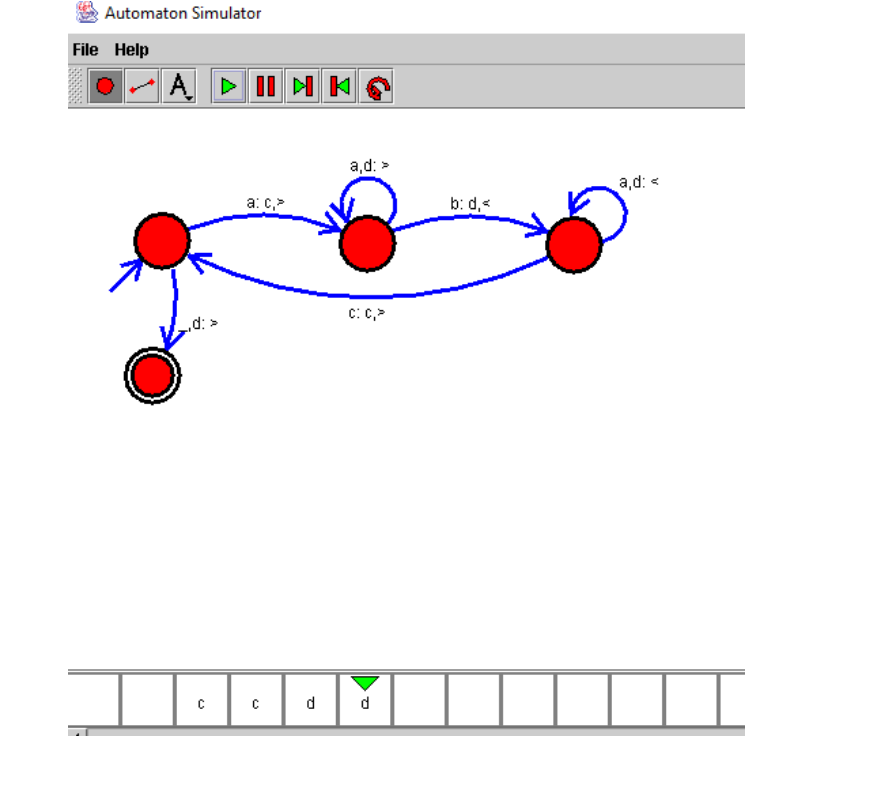 Automaton Simulator
File Help
A
a,d: >
a: c,>
b: d,<
a,d: <
c: c,>
_,d: >
c c d d